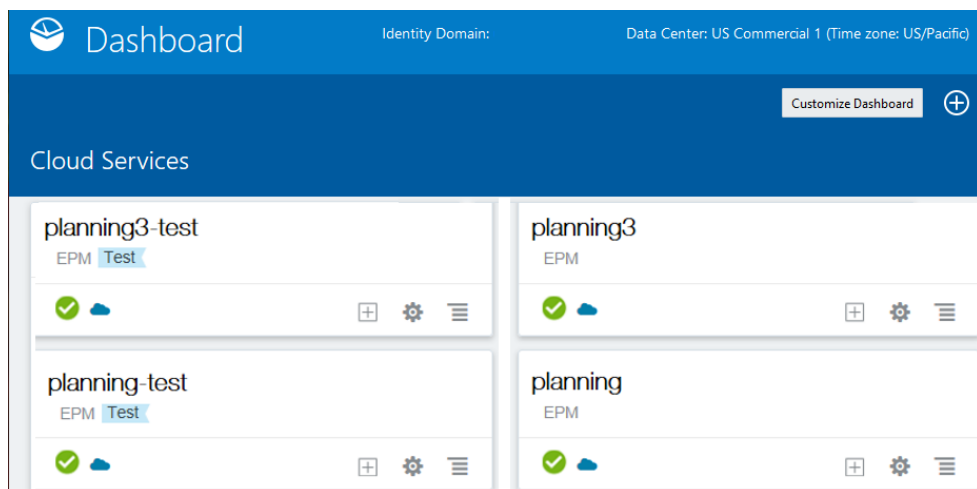 Dashboard
Identity Domain:
Data Center: US Commercial 1 (Time zone: US/Pacific)
Customize Dashboard
Cloud Services
planning3-test
EPM Test
planning3
EPM
planning-test
EPM Test
planning
EPM